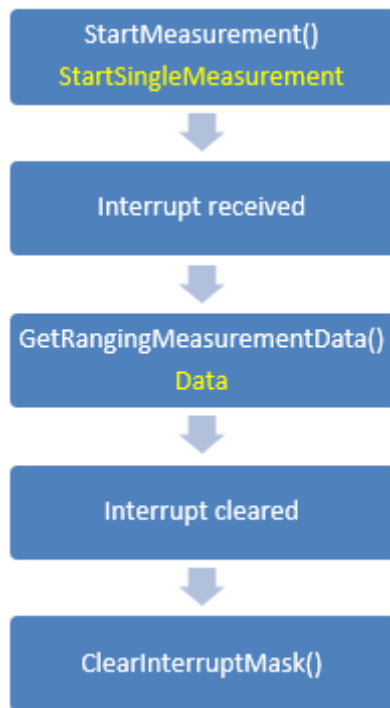 StartMeasurement()
StartSingleMeasurement
Interrupt received
GetRangingMeasurementData()
Data
Interrupt cleared
ClearInterruptMask()